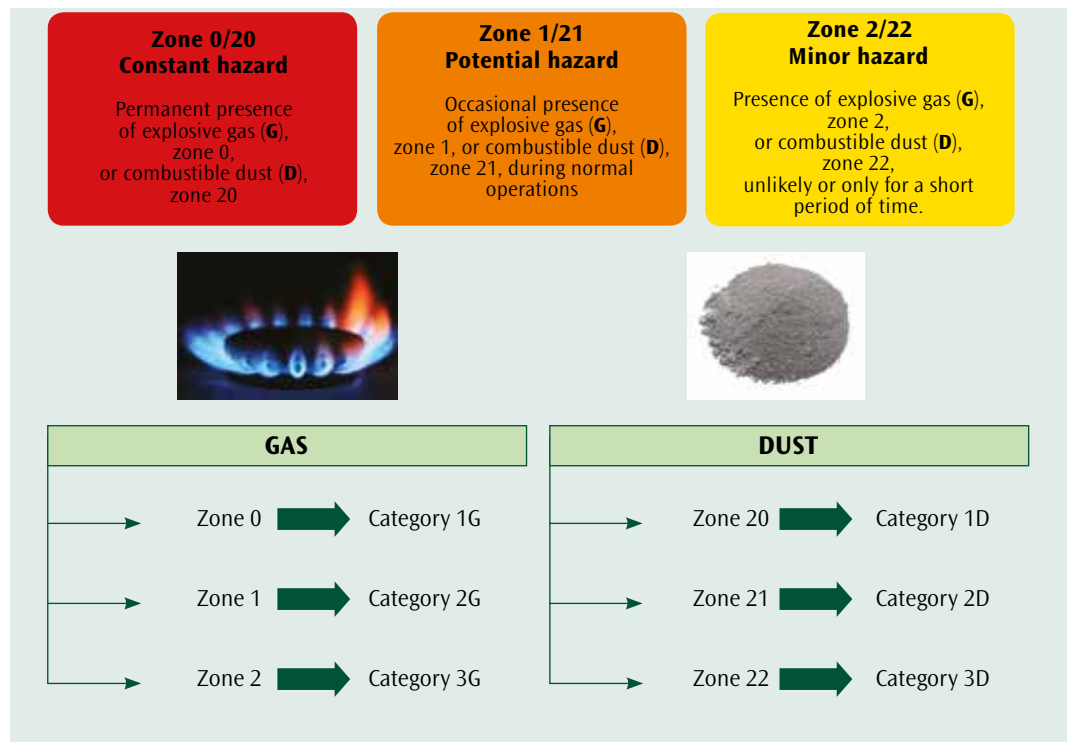 Zone 0/20
Constant hazard
Permanent presence
of explosive gas (G),
zone 0,
or combustible dust (D),
zone 20
Zone 1/21
Potential hazard
Occasional presence
of explosive gas (G),
zone 1, or combustible dust (D),
zone 21, during normal
operations
Zone 2/22
Minor hazard
Presence of explosive gas (G),
zone 2,
or combustible dust (D),
zone 22,
unlikely or only for a short
period of time.
GAS
Zone 0 Category 1G
Zone 1 Category 2G
Zone 2 Category 3G
DUST
Zone 20 Category 1D
Zone 21 Category 2D
Zone 22 Category 3D